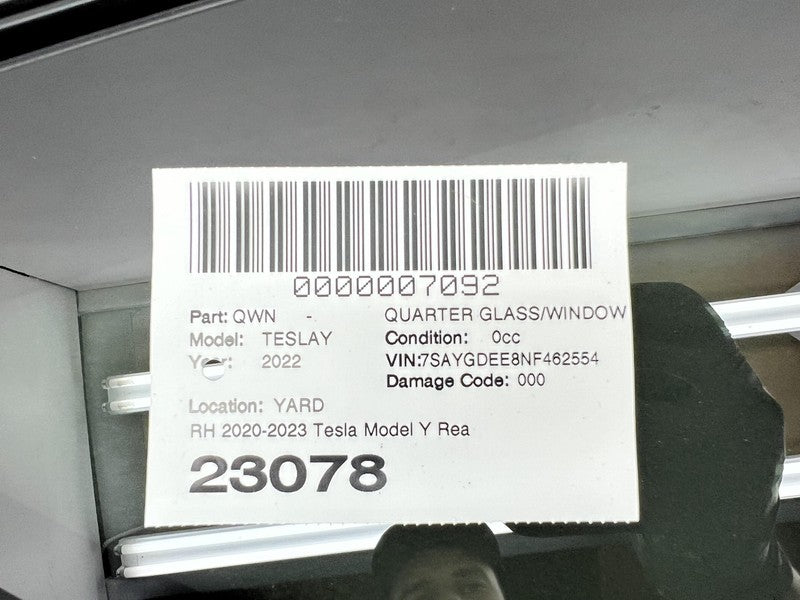 0000007092
Part: QWN - QUARTER GLASS/WINDOW
Model: TESLAY Condition: 0cc
Year: 2022 VIN:7SAYGDEE8NF462554
Damage Code: 000
Location: YARD
RH 2020-2023 Tesla Model Y Rea
23078